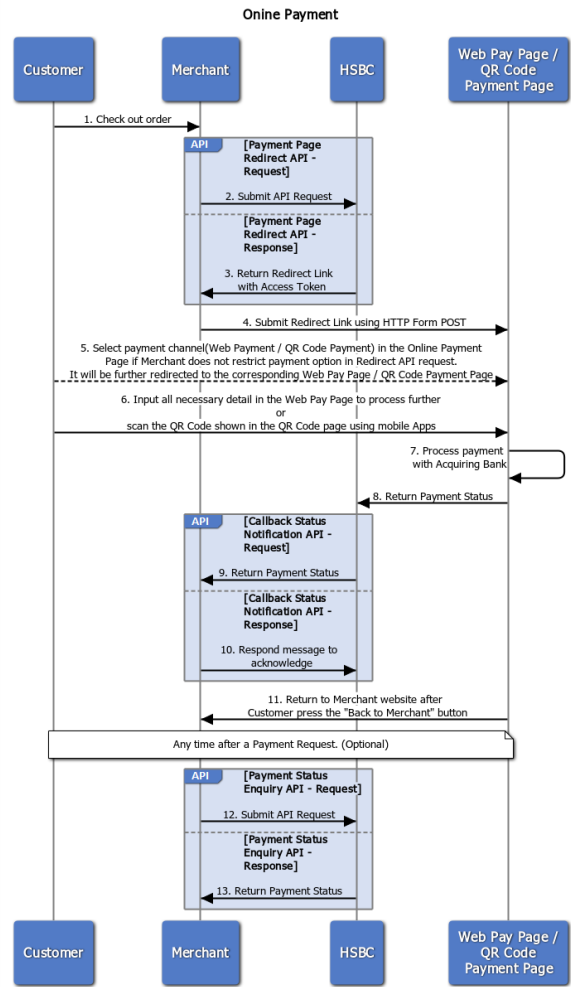 Onine Payment
Customer
Merchant
HSBC
Web Pay Page /
QR Code
Payment Page
1. Check out order
API
[Payment Page
Redirect API -
Request]
2. Submit API Request
[Payment Page
Redirect API -
Response]
3. Return Redirect Link
with Access Token
4. Submit Redirect Link using HTTP Form POST
5. Select payment channel(Web Payment / QR Code Payment) in the Online Payment
Page if Merchant does not restrict payment option in Redirect API request.
It will be further redirected to the corresponding Web Pay Page / QR Code Payment Page
6. Input all necessary detail in the Web Pay Page to process further
or
scan the QR Code shown in the QR Code page using mobile Apps
7. Process payment
with Acquiring Bank
8. Return Payment Status
API
[Callback Status
Notification API -
Request]
9. Return Payment Status
[Callback Status
Notification API -
Response]
10. Respond message to
acknowledge
11. Return to Merchant website after
Customer press the "Back to Merchant" button
Any time after a Payment Request. (Optional)
API
[Payment Status
Enquiry API - Request]
12. Submit API Request
[Payment Status
Enquiry API -
Response]
13. Return Payment Status
Customer
Merchant
HSBC
Web Pay Page /
QR Code
Payment Page